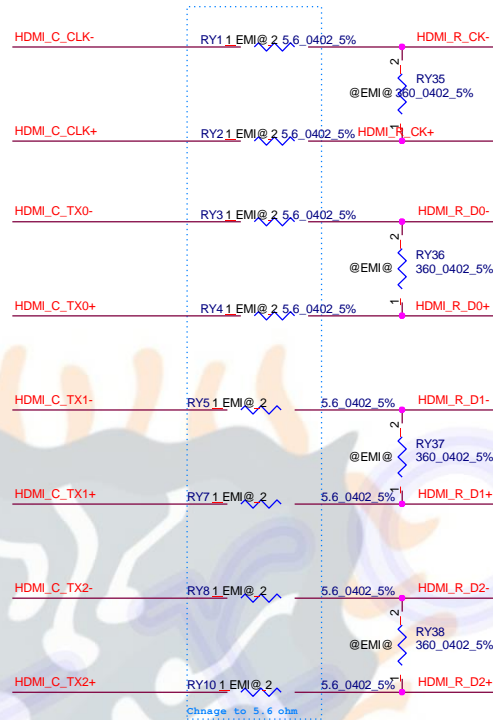 HDMI_C_CLK- RY1 1 EMI@ 2 5.6_0402_5% HDMI_R_CK-
2
RY35
@EMI@ 360_0402_5%
1
HDMI_C_CLK+ RY2 1 EMI@ 2 5.6_0402_5% HDMI_R_CK+
HDMI_C_TX0- RY3 1 EMI@ 2 5.6_0402_5% HDMI_R_D0-
2
RY36
@EMI@ 360_0402_5%
1
HDMI_C_TX0+ RY4 1 EMI@ 2 5.6_0402_5% HDMI_R_D0+
HDMI_C_TX1- RY5 1 EMI@ 2 5.6_0402_5% HDMI_R_D1-
2
RY37
@EMI@ 360_0402_5%
1
HDMI_C_TX1+ RY7 1 EMI@ 2 5.6_0402_5% HDMI_R_D1+
HDMI_C_TX2- RY8 1 EMI@ 2 5.6_0402_5% HDMI_R_D2-
2
RY38
@EMI@ 360_0402_5%
1
HDMI_C_TX2+ RY10 1 EMI@ 2 5.6_0402_5% HDMI_R_D2+
Chnage to 5.6 ohm